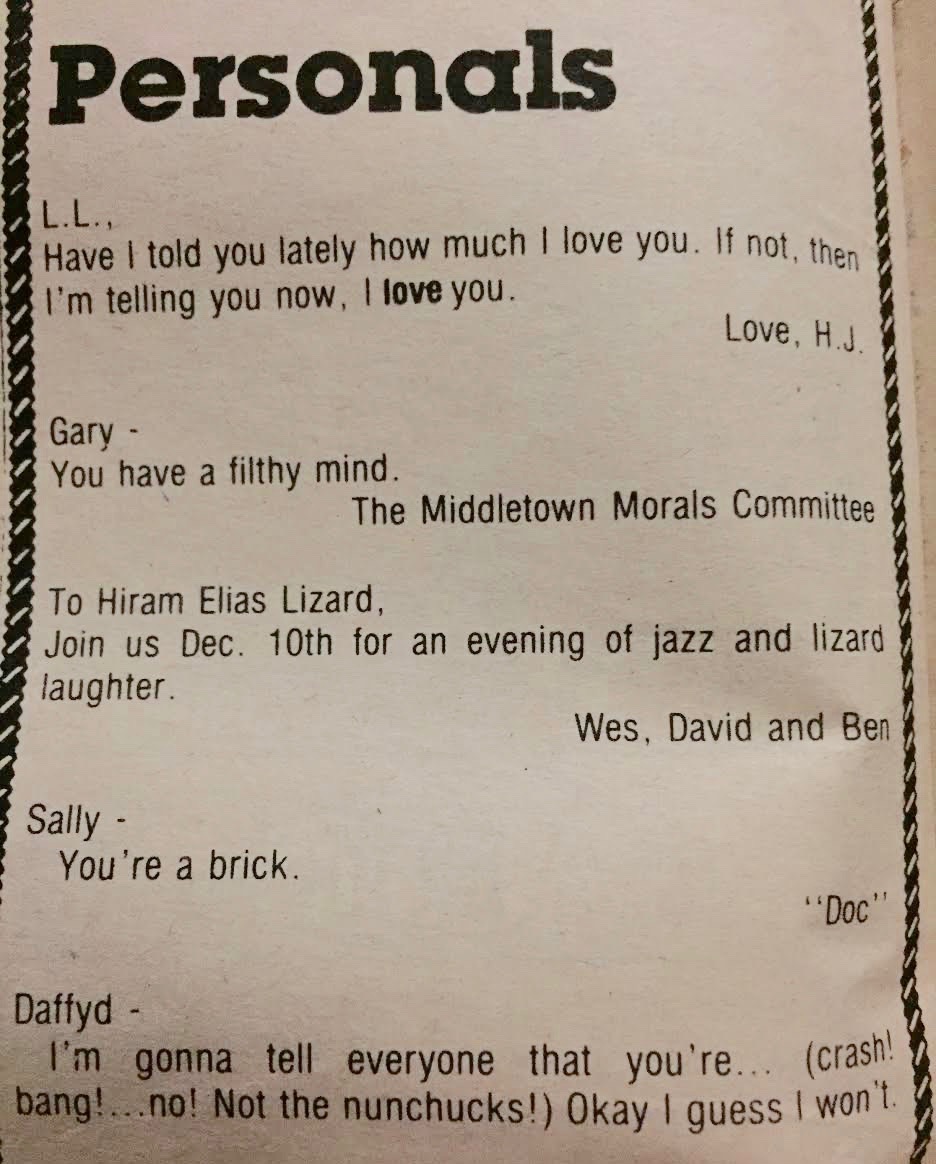 Personals
L.L.,
Have I told you lately how much I love you. If not, then
I'm telling you now, I love you.
Love, H.J.
Gary -
You have a filthy mind.
The Middletown Morals Committee
To Hiram Elias Lizard,
Join us Dec. 10th for an evening of jazz and lizard
laughter.
Wes, David and Ben
Sally -
You're a brick.
"Doc"
Daffyd -
I'm gonna tell everyone that you're... (crash!
bang!...no! Not the nunchucks!) Okay I guess I won't.